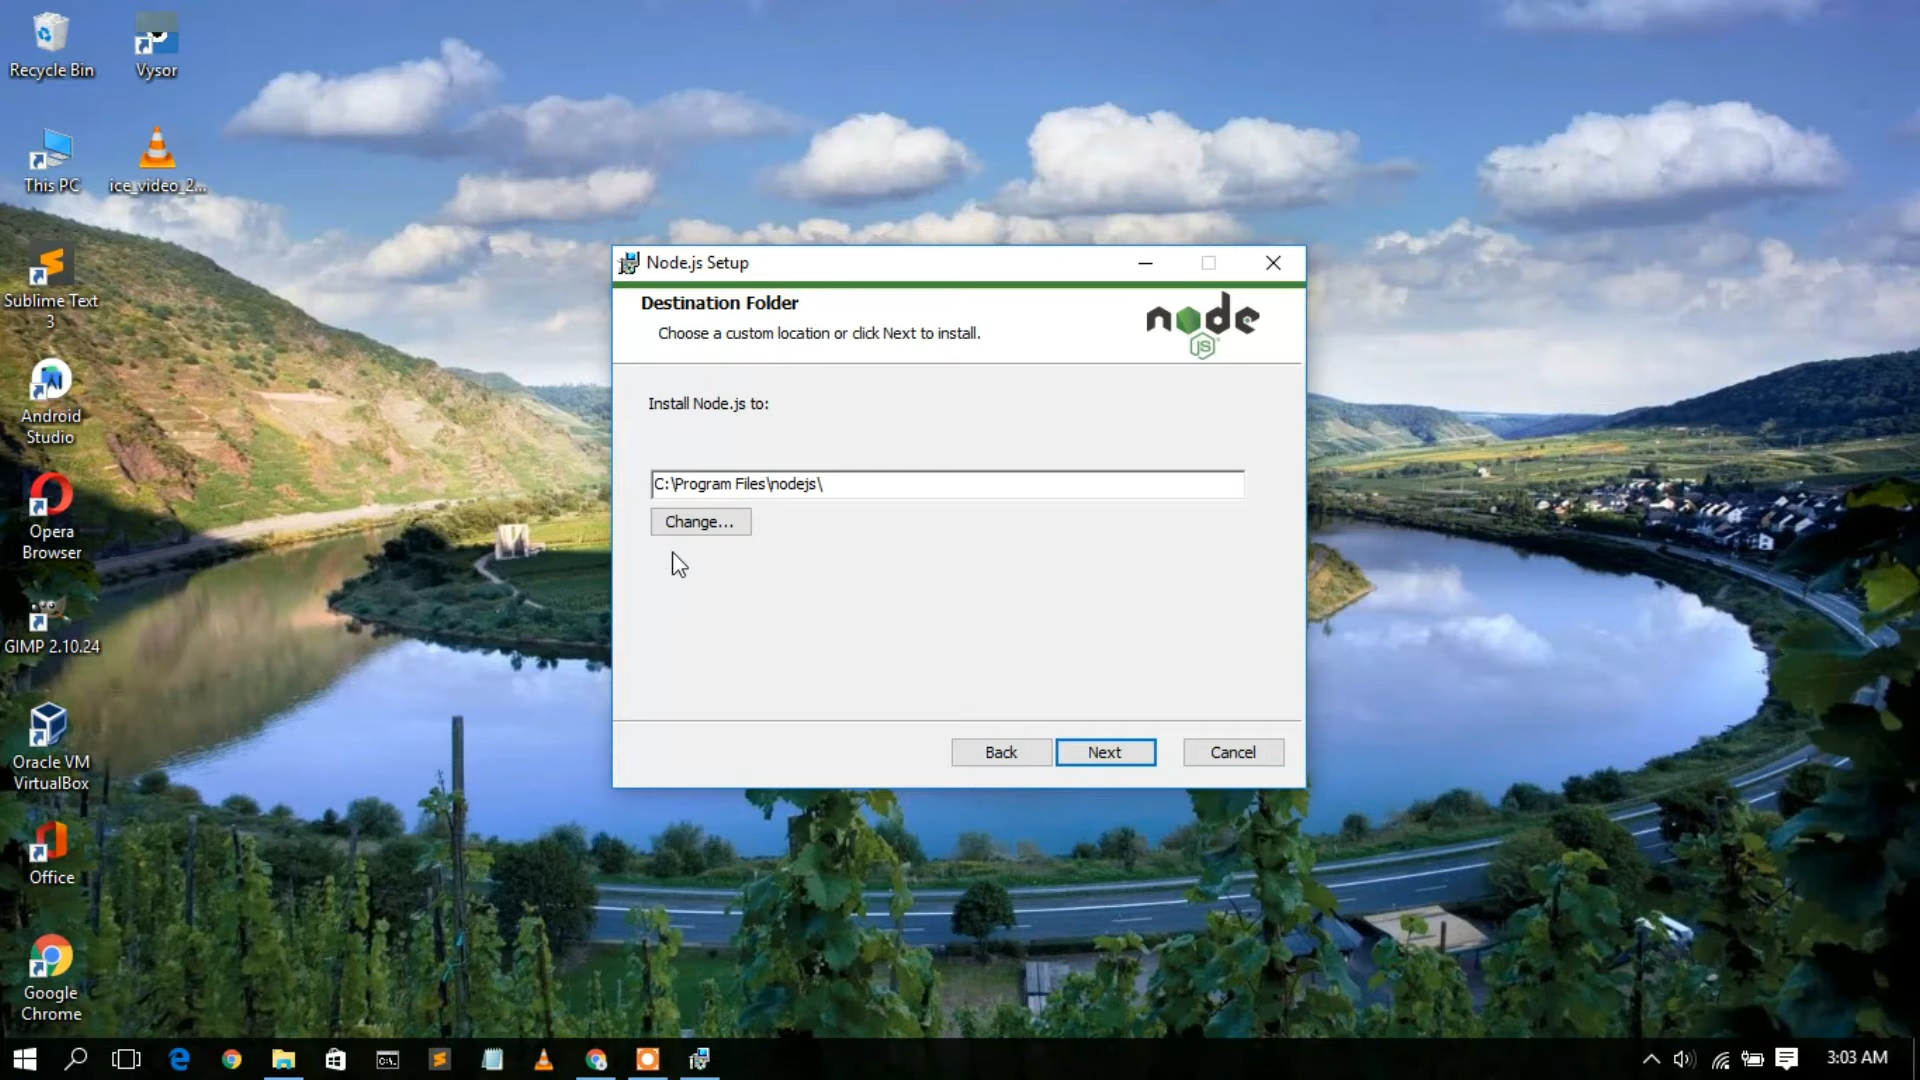 Recycle Bin
Vysor
This PC
ice_video_2...
Sublime Text
3
Android
Studio
Opera
Browser
GIMP 2.10.24
Oracle VM
VirtualBox
Office
Google
Chrome
Node.js Setup
Destination Folder
Choose a custom location or click Next to install.
node
JS
Install Node.js to:
C:\Program Files\nodejs\
Change...
Back
Next
Cancel
C:\_
3:03 AM